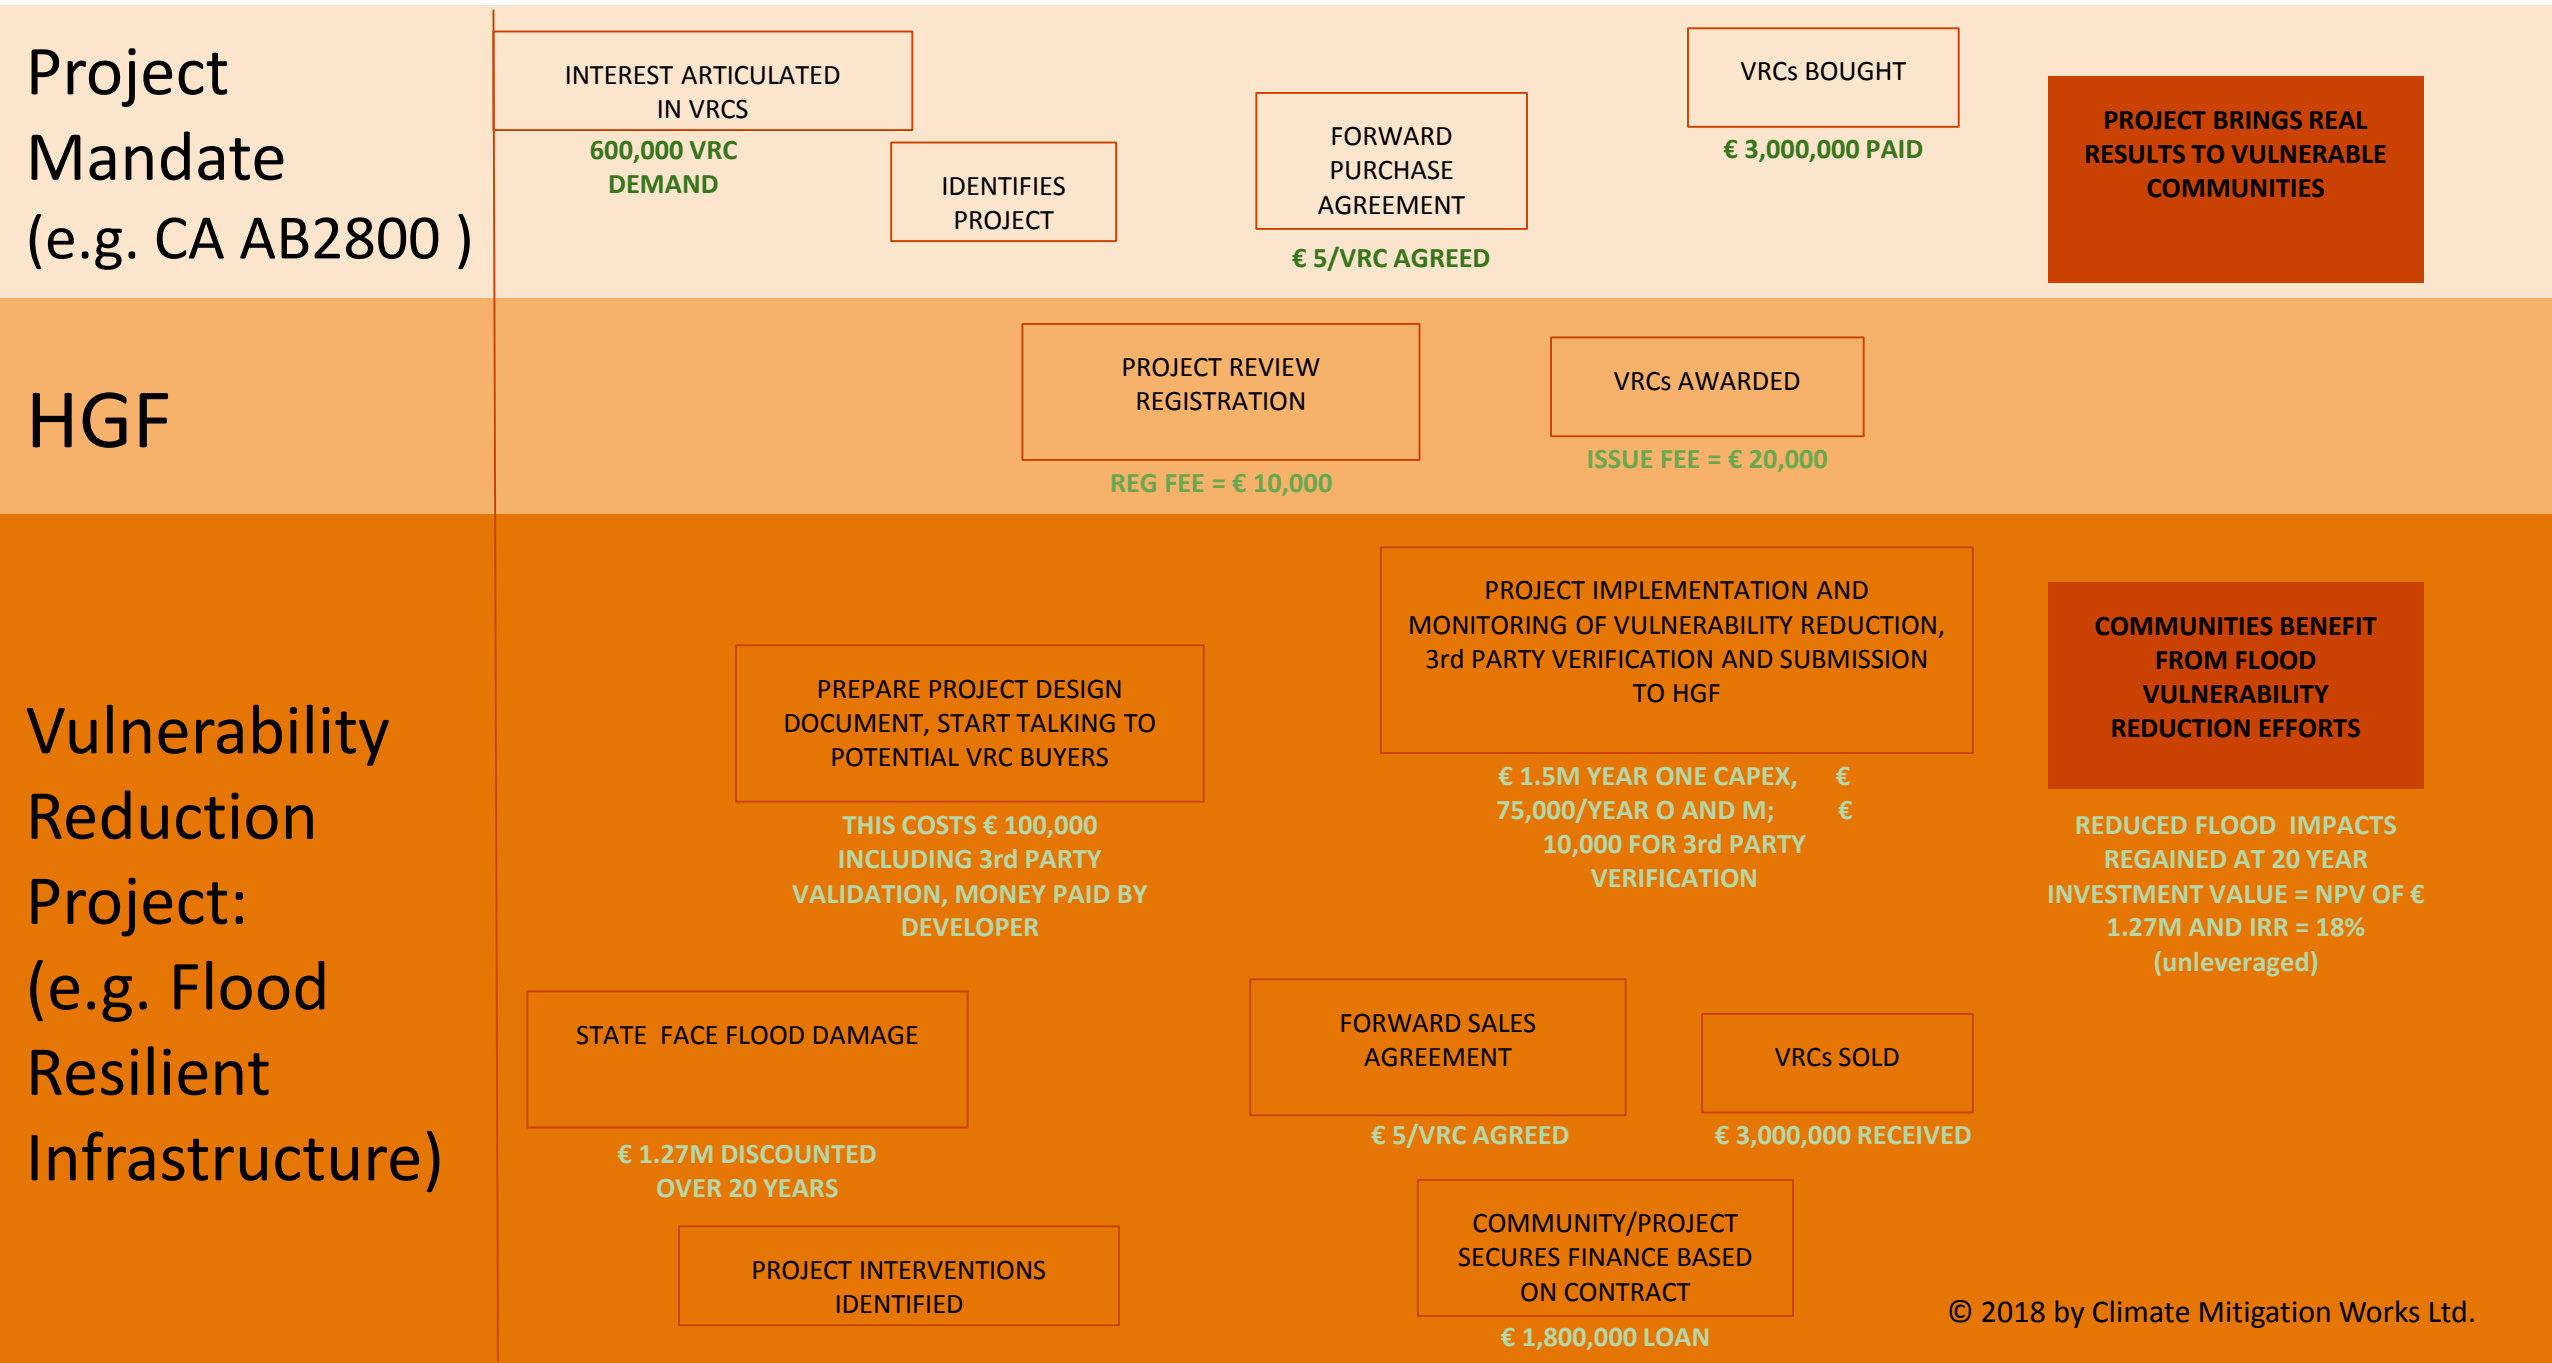 Project
Mandate
(e.g. CA AB2800 )
INTEREST ARTICULATED
IN VRCS
600,000 VRC
DEMAND
IDENTIFIES
PROJECT
FORWARD
PURCHASE
AGREEMENT
€ 5/VRC AGREED
VRCs BOUGHT
€ 3,000,000 PAID
PROJECT BRINGS REAL
RESULTS TO VULNERABLE
COMMUNITIES
HGF
PROJECT REVIEW
REGISTRATION
REG FEE = € 10,000
VRCs AWARDED
ISSUE FEE = € 20,000
Vulnerability
Reduction
Project:
(e.g. Flood
Resilient
Infrastructure)
PREPARE PROJECT DESIGN
DOCUMENT, START TALKING TO
POTENTIAL VRC BUYERS
THIS COSTS € 100,000
INCLUDING 3rd PARTY
VALIDATION, MONEY PAID BY
DEVELOPER
PROJECT IMPLEMENTATION AND
MONITORING OF VULNERABILITY REDUCTION,
3rd PARTY VERIFICATION AND SUBMISSION
TO HGF
€ 1.5M YEAR ONE CAPEX, €
75,000/YEAR O AND M; €
10,000 FOR 3rd PARTY
VERIFICATION
COMMUNITIES BENEFIT
FROM FLOOD
VULNERABILITY
REDUCTION EFFORTS
REDUCED FLOOD IMPACTS
REGAINED AT 20 YEAR
INVESTMENT VALUE = NPV OF €
1.27M AND IRR = 18%
(unleveraged)
STATE FACE FLOOD DAMAGE
€ 1.27M DISCOUNTED
OVER 20 YEARS
FORWARD SALES
AGREEMENT
€ 5/VRC AGREED
VRCs SOLD
€ 3,000,000 RECEIVED
PROJECT INTERVENTIONS
IDENTIFIED
COMMUNITY/PROJECT
SECURES FINANCE BASED
ON CONTRACT
€ 1,800,000 LOAN
© 2018 by Climate Mitigation Works Ltd.